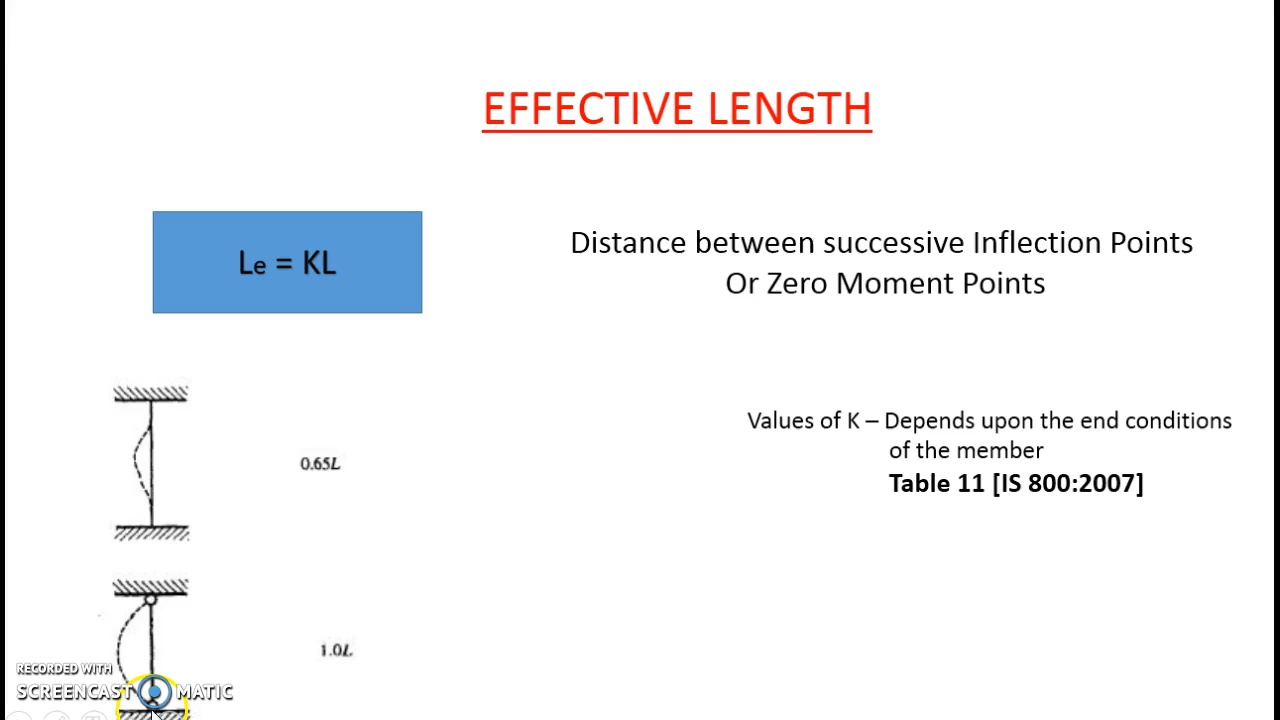 EFFECTIVE LENGTH
Le = KL
Distance between successive Inflection Points
Or Zero Moment Points
0.65L
Values of K – Depends upon the end conditions
of the member
Table 11 [IS 800:2007]
1.0L
RECORDED WITH
SCREENCAST MATIC